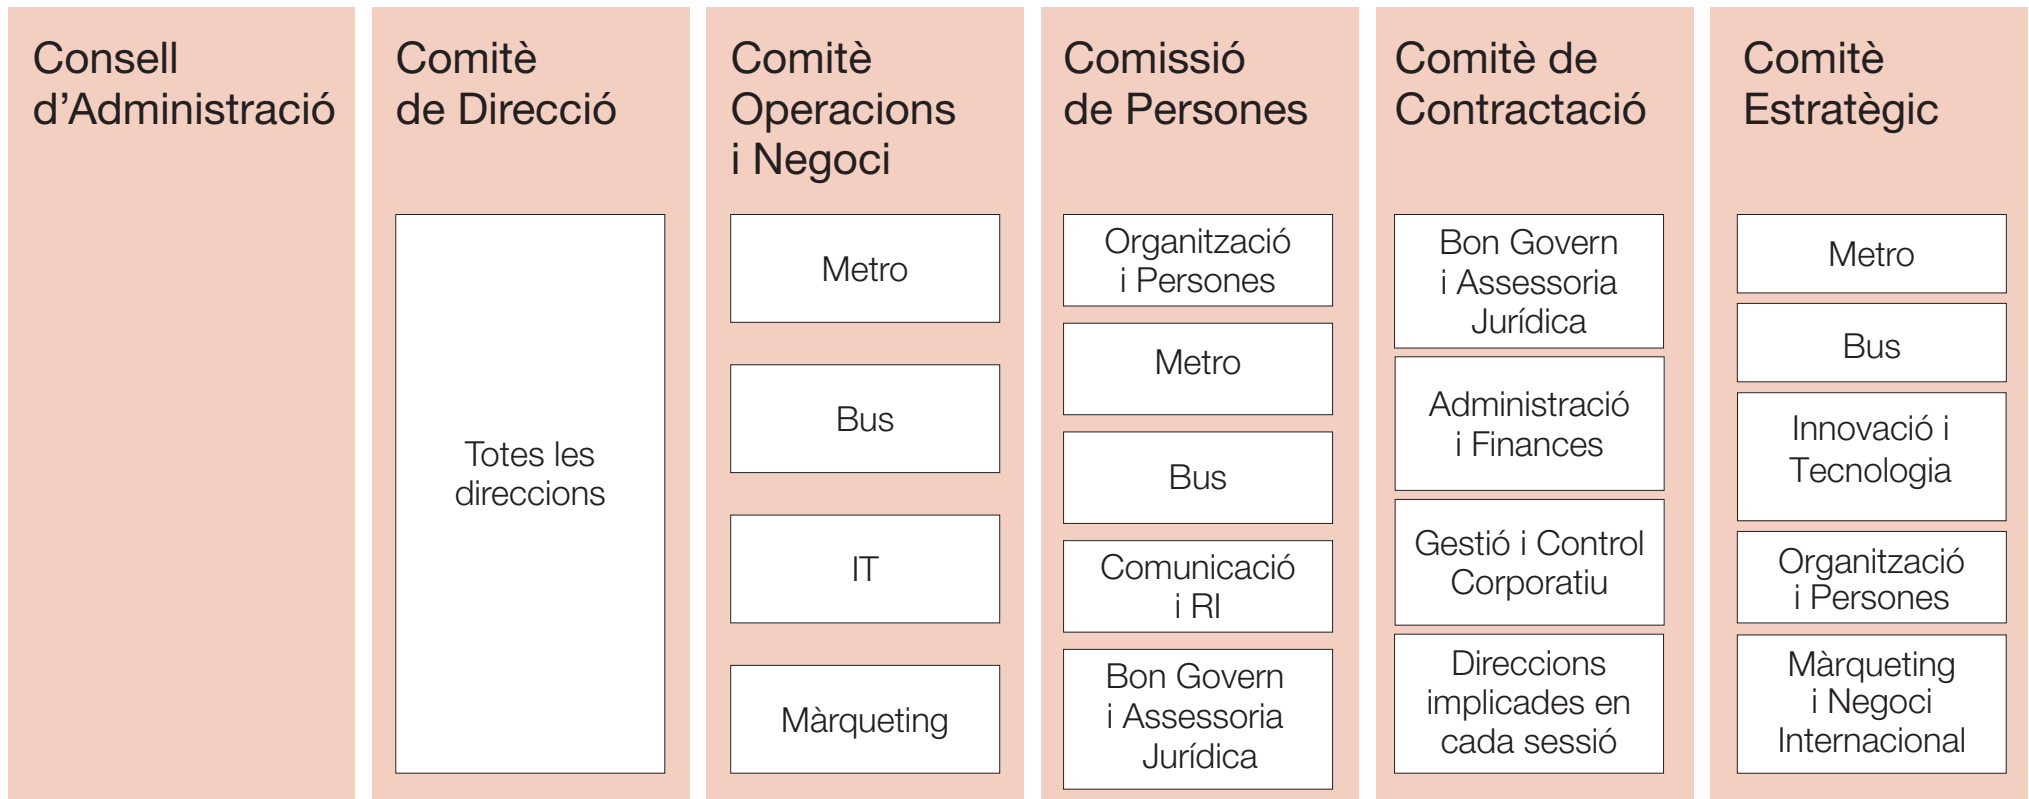 Consell
d’Administració
Comitè
de Direcció
Totes les
direccions
Comitè
Operacions
i Negoci
Metro
Bus
IT
Màrqueting
Comissió
de Persones
Organització
i Persones
Metro
Bus
Comunicació
i RI
Bon Govern
i Assessoria
Jurídica
Comitè de
Contractació
Bon Govern
i Assessoria
Jurídica
Administració
i Finances
Gestió i Control
Corporatiu
Direccions
implicades en
cada sessió
Comitè
Estratègic
Metro
Bus
Innovació i
Tecnologia
Organització
i Persones
Màrqueting
i Negoci
Internacional